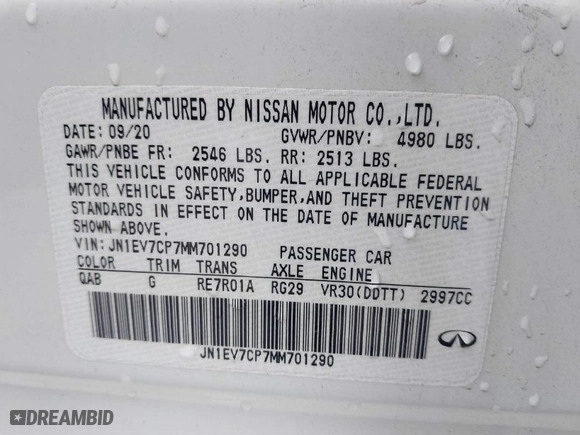 MANUFACTURED BY NISSAN MOTOR CO.,LTD.
DATE: 09/20 GVWR/PNBV: 4980 LBS.
GAWR/PNBE FR: 2546 LBS. RR: 2513 LBS.
THIS VEHICLE CONFORMS TO ALL APPLICABLE FEDERAL
MOTOR VEHICLE SAFETY,BUMPER,AND THEFT PREVENTION
STANDARDS IN EFFECT ON THE DATE OF MANUFACTURE
SHOWN ABOVE.
VIN: JN1EV7CP7MM701290 PASSENGER CAR
COLOR TRIM TRANS AXLE ENGINE
QAB G RE7R01A RG29 VR30(DDTT) 2997CC
JN1EV7CP7MM701290
DREAMBID